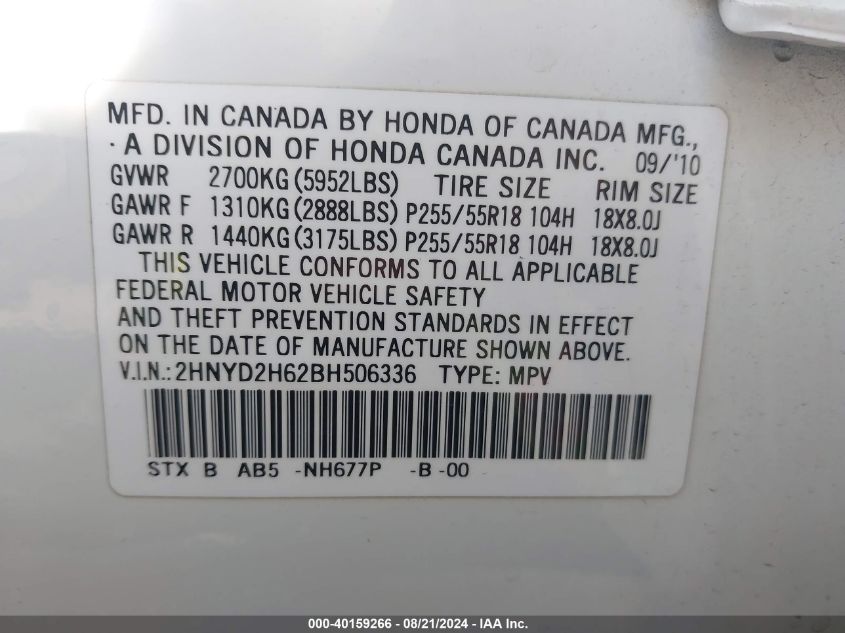 MFD. IN CANADA BY HONDA OF CANADA MFG.,
· A DIVISION OF HONDA CANADA INC. 09/'10
GVWR 2700KG(5952LBS) TIRE SIZE RIM SIZE
GAWR F 1310KG(2888LBS) P255/55R18 104H 18X8.0J
GAWR R 1440KG(3175LBS) P255/55R18 104H 18X8.0J
THIS VEHICLE CONFORMS TO ALL APPLICABLE
FEDERAL MOTOR VEHICLE SAFETY
AND THEFT PREVENTION STANDARDS IN EFFECT
ON THE DATE OF MANUFACTURE SHOWN ABOVE.
V.I.N.: 2HNYD2H62BH506336 TYPE: MPV
STX B AB5 -NH677P -B -00
000-40159266 - 08/21/2024 - IAA Inc.